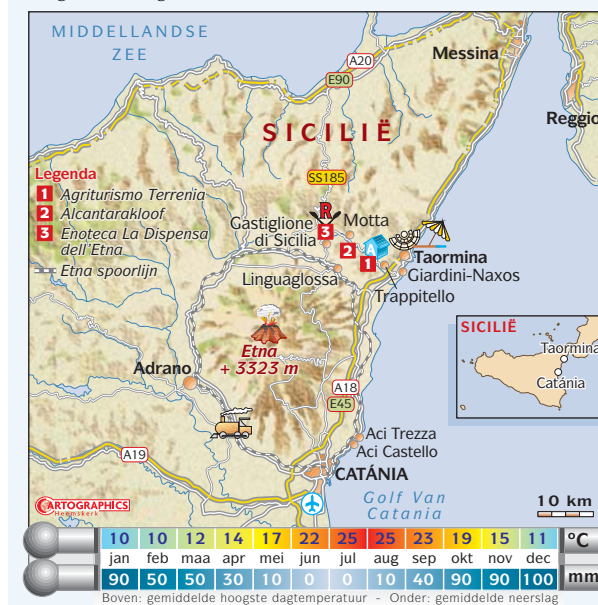 MIDDELLANDSE
ZEE
Messina
A20
E90
Reggio
SICILIË
Legenda
1 Agriturismo Terrenia
2 Alcantarakloof
3 Enoteca La Dispensa
dell'Etna
Etna spoorlijn
SS185
R
3
Gastiglione
di Sicilia
Motta
2
A
1
Taormina
Giardini-Naxos
Trappitello
Linguaglossa
Etna
+ 3323 m
SICILIË
Taormina
Catánia
Adrano
A18
E45
A19
Aci Trezza
Aci Castello
CATÁNIA
Golf Van
Catania
CARTOGRAPHICS
Heemskerk
10 km
10 10 12 14 17 22 25 25 23 19 15 11 °C
jan feb maa apr mei jun jul aug sep okt nov dec
90 50 50 30 10 0 0 10 40 90 90 100 mm
Boven: gemiddelde hoogste dagtemperatuur - Onder: gemiddelde neerslag